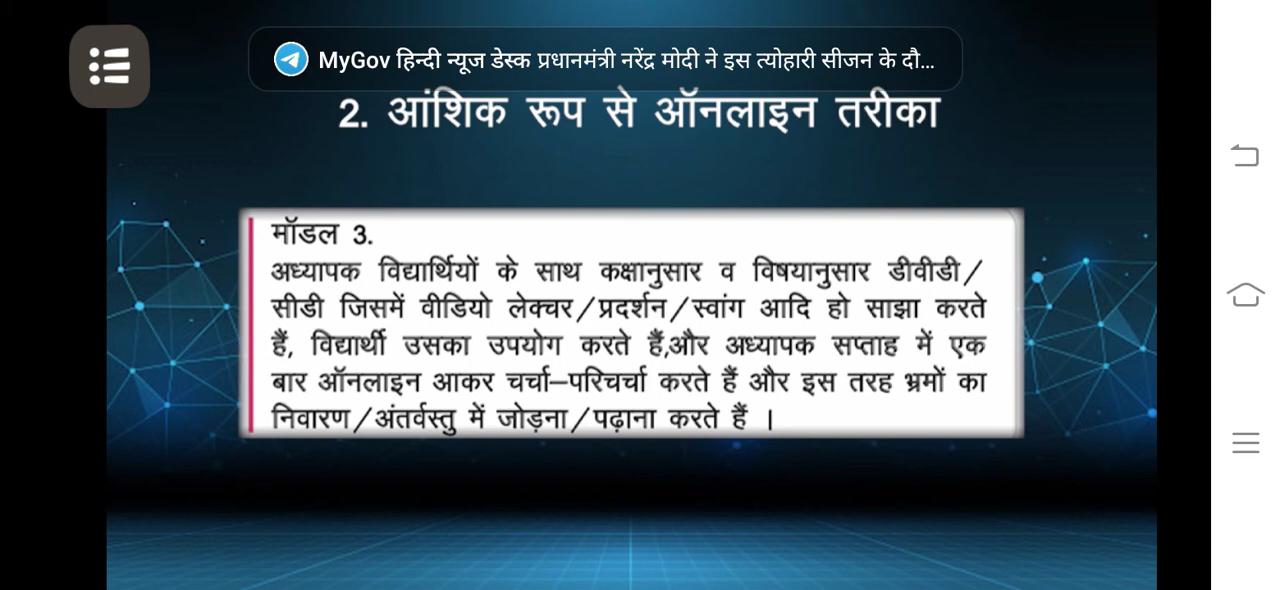 MyGov हिन्दी न्यूज डेस्क प्रधानमंत्री नरेंद्र मोदी ने इस त्योहारी सीजन के दौ...
2. आंशिक रूप से ऑनलाइन तरीका
मॉडल 3.
अध्यापक विद्यार्थियों के साथ कक्षानुसार व विषयानुसार डीवीडी/
सीडी जिसमें वीडियो लेक्चर/प्रदर्शन/स्वांग आदि हो साझा करते
हैं, विद्यार्थी उसका उपयोग करते हैं,और अध्यापक सप्ताह में एक
बार ऑनलाइन आकर चर्चा–परिचर्चा करते हैं और इस तरह भ्रमों का
निवारण/अंतर्वस्तु में जोड़ना/पढ़ाना करते हैं ।